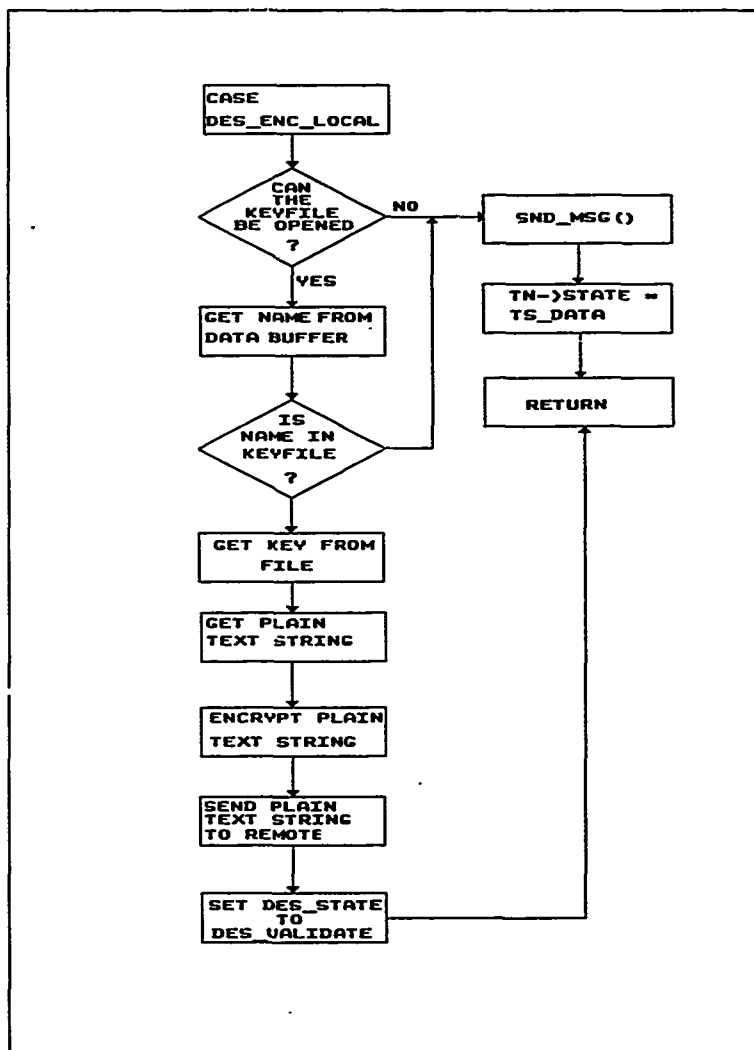 CASE
DES_ENC_LOCAL
CAN
THE
KEYFILE
BE OPENED
?
NO
SND_MSG()
YES
TN->STATE =
TS_DATA
GET NAME FROM
DATA BUFFER
RETURN
IS
NAME IN
KEYFILE
?
GET KEY FROM
FILE
GET PLAIN
TEXT STRING
ENCRYPT PLAIN
TEXT STRING
SEND PLAIN
TEXT STRING
TO REMOTE
SET DES_STATE
TO
DES_VALIDATE